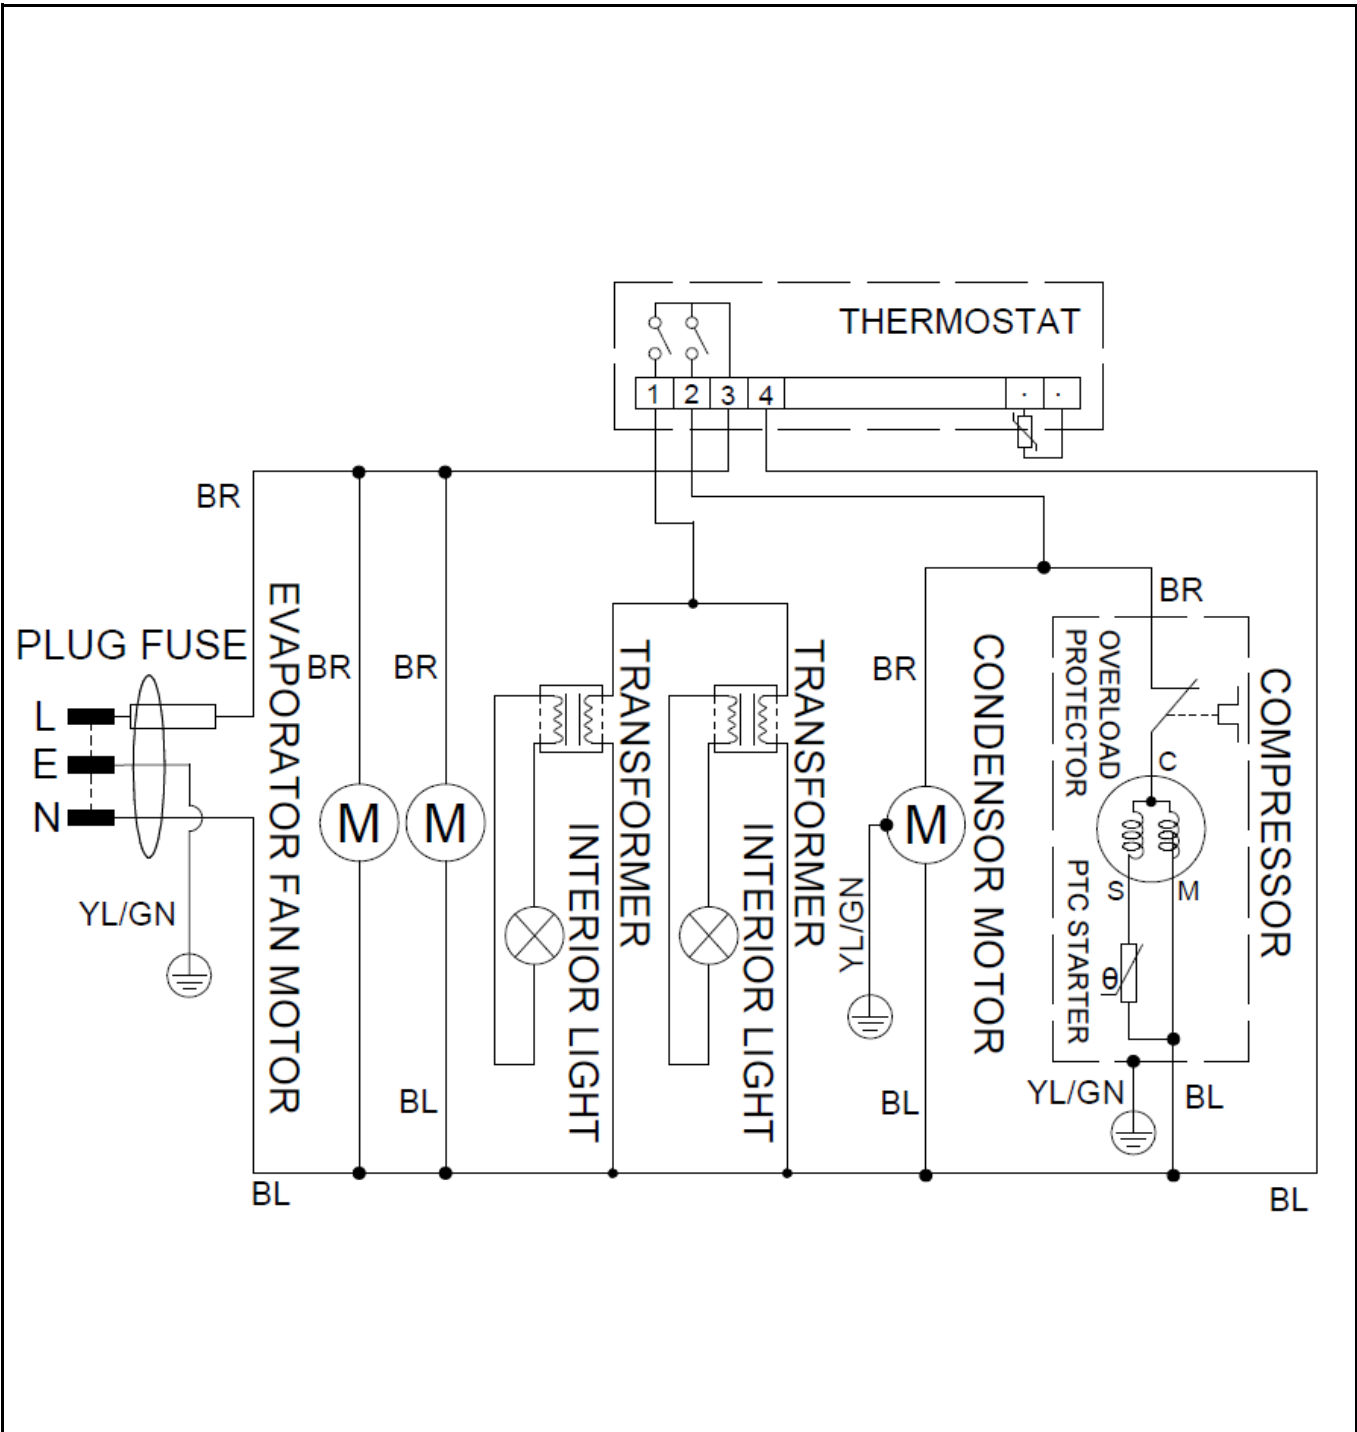 THERMOSTAT
1 2 3 4 · ·
BR
PLUG FUSE
L
E
N
YL/GN
BL
EVAPORATOR FAN MOTOR
BR
BR
M
M
BL
TRANSFORMER
INTERIOR LIGHT
TRANSFORMER
INTERIOR LIGHT
BR
M
YL/GN
BL
CONDENSOR MOTOR
BR
OVERLOAD
PROTECTOR
C
S
M
PTC STARTER
θ
COMPRESSOR
YL/GN
BL
BL